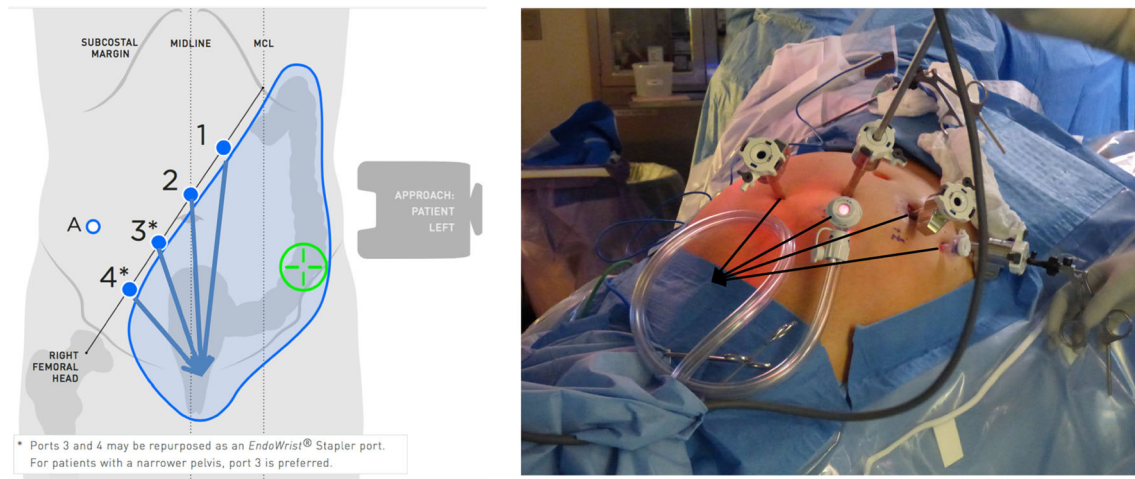 SUBCOSTAL
MARGIN
MIDLINE
MCL
1
2
A
3*
4*
APPROACH:
PATIENT
LEFT
RIGHT
FEMORAL
HEAD
* Ports 3 and 4 may be repurposed as an EndoWrist® Stapler port.
For patients with a narrower pelvis, port 3 is preferred.